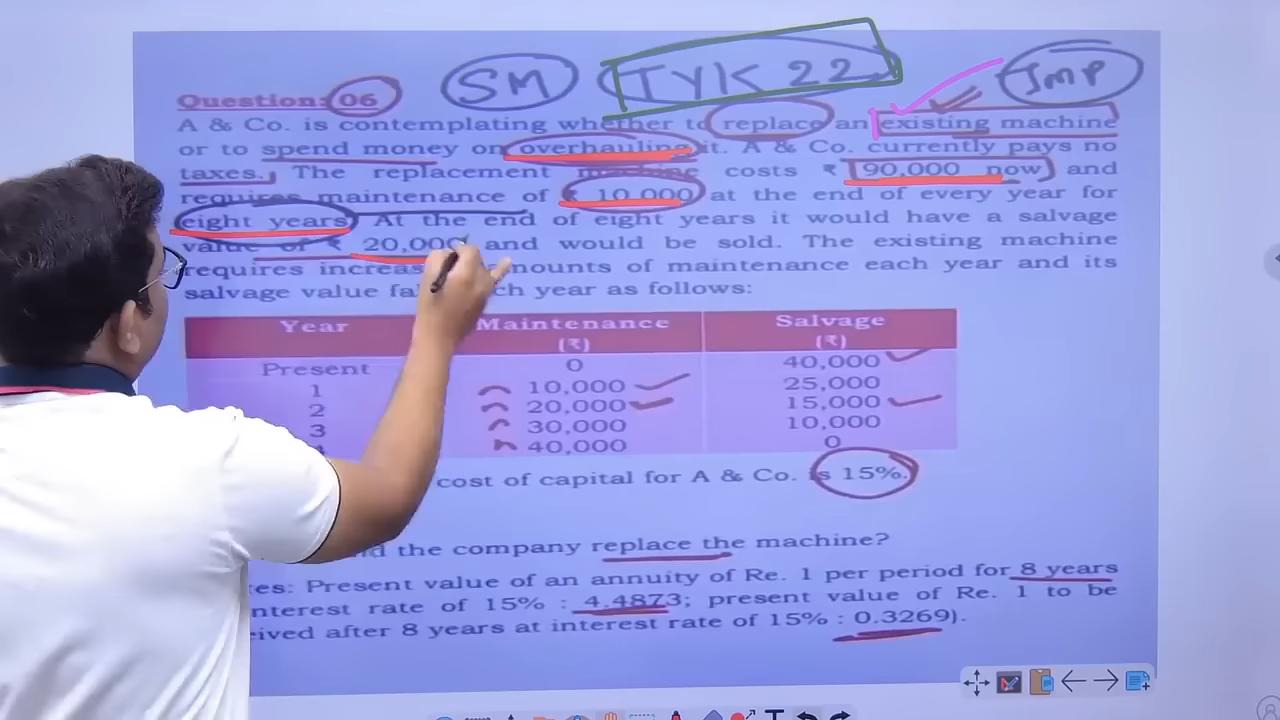 SM TYK 22 IMP
Question: 06
A & Co. is contemplating whether to replace an existing machine
or to spend money on overhauling it. A & Co. currently pays no
taxes. The replacement machine costs ₹ 90,000 now and
requires maintenance of ₹ 10,000 at the end of every year for
eight years. At the end of eight years it would have a salvage
value of ₹ 20,000 and would be sold. The existing machine
requires amounts of maintenance each year and its
salvage value year as follows:
Year Maintenance (₹) Salvage (₹)
Present 0 40,000
1 10,000 25,000
2 20,000 15,000
3 30,000 10,000
40,000 0
cost of capital for A & Co. is 15%.
the company replace the machine?
Present value of an annuity of Re. 1 per period for 8 years
interest rate of 15% : 4.4873; present value of Re. 1 to be
after 8 years at interest rate of 15% : 0.3269).